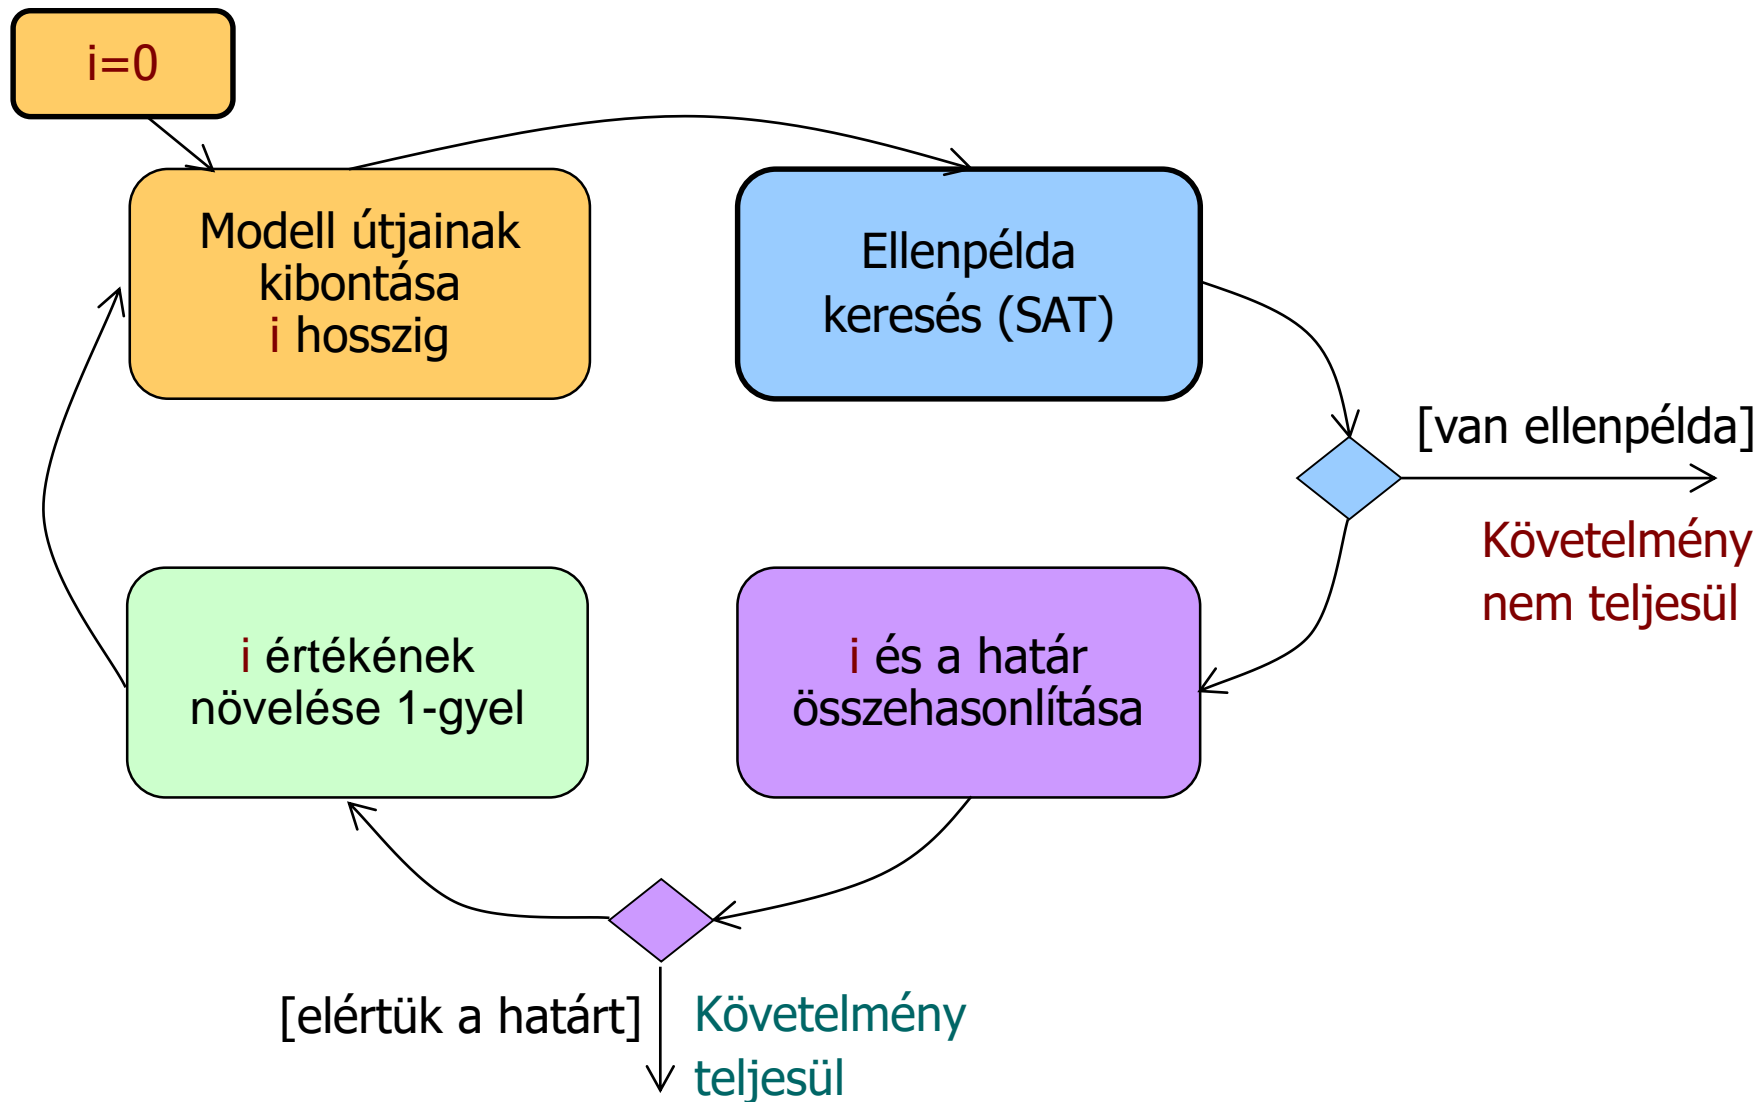 i=0
Modell útjainak
kibontása
i hosszig
Ellenpélda
keresés (SAT)
[van ellenpélda]
Követelmény
nem teljesül
i értékének
növelése 1-gyel
i és a határ
összehasonlítása
[elértük a határt]
Követelmény
teljesül